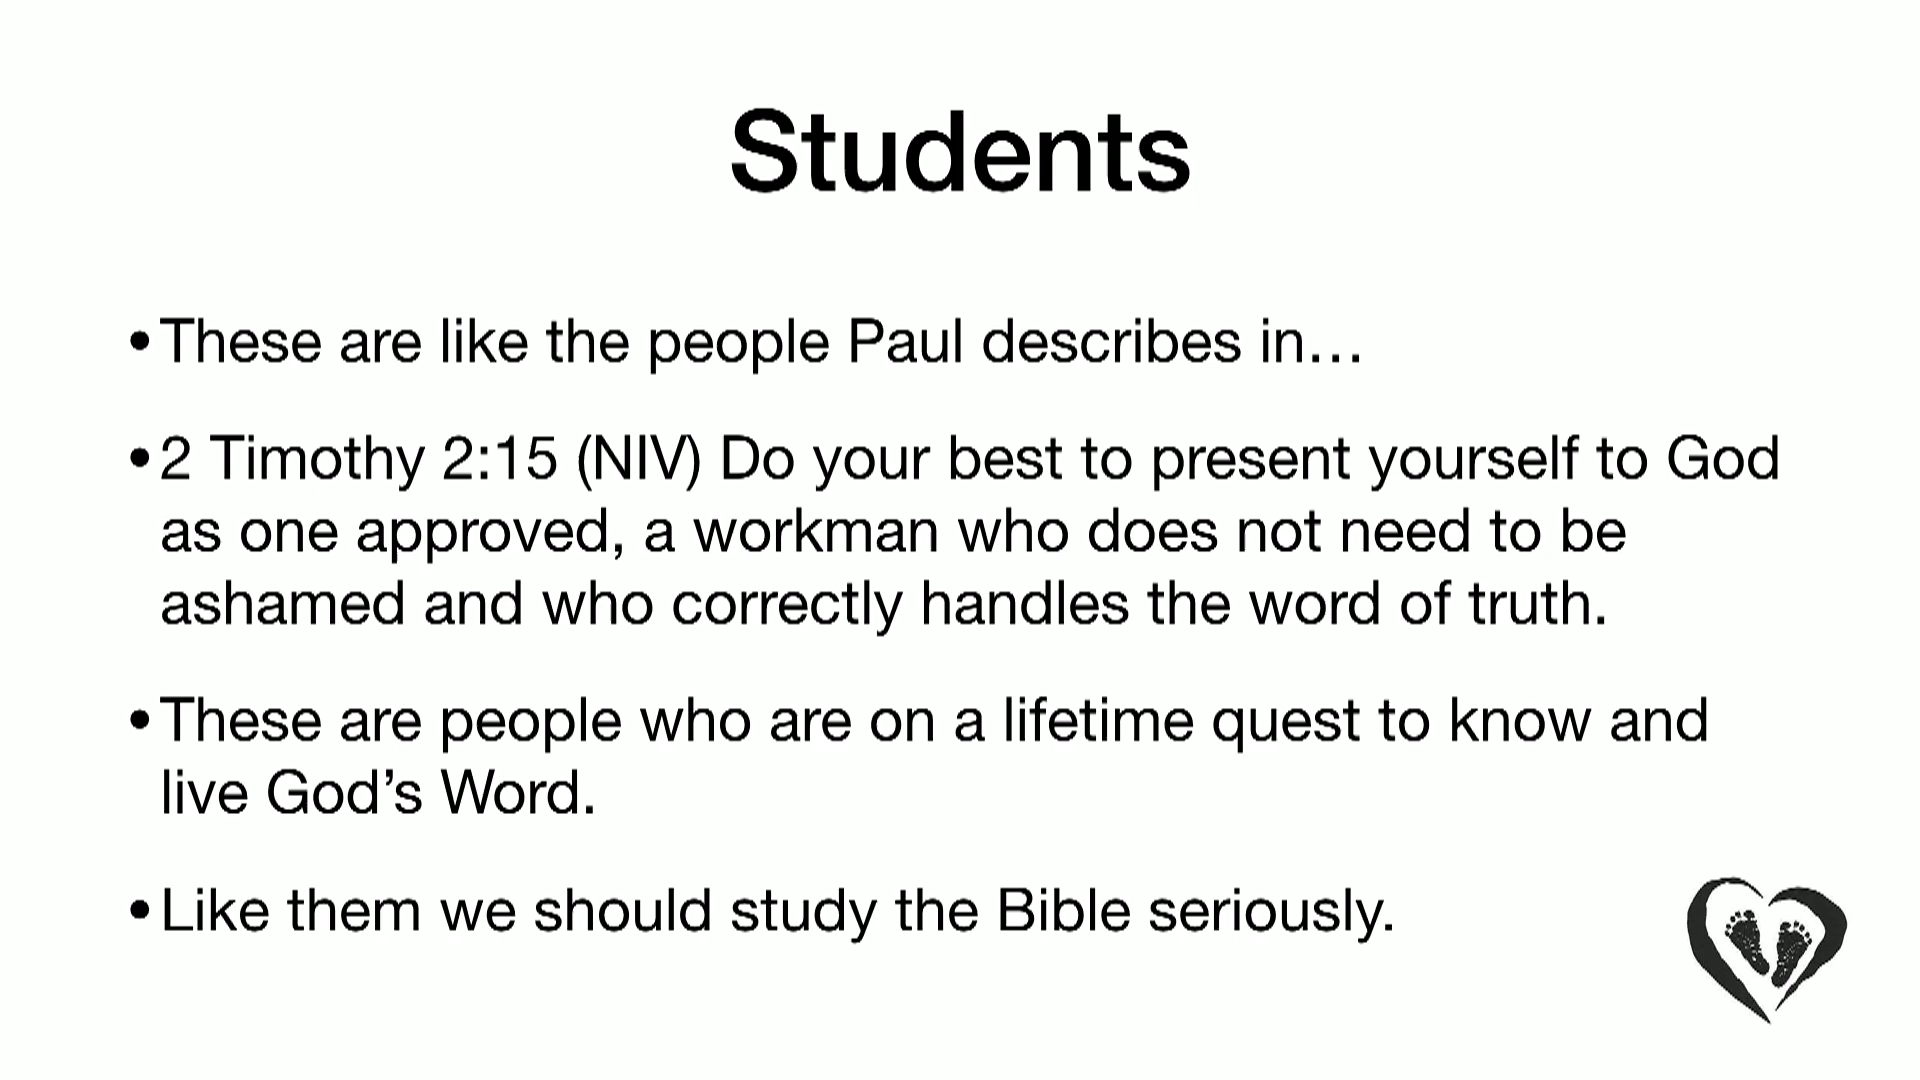 Students
•These are like the people Paul describes in…
•2 Timothy 2:15 (NIV) Do your best to present yourself to God
as one approved, a workman who does not need to be
ashamed and who correctly handles the word of truth.
•These are people who are on a lifetime quest to know and
live God’s Word.
•Like them we should study the Bible seriously.